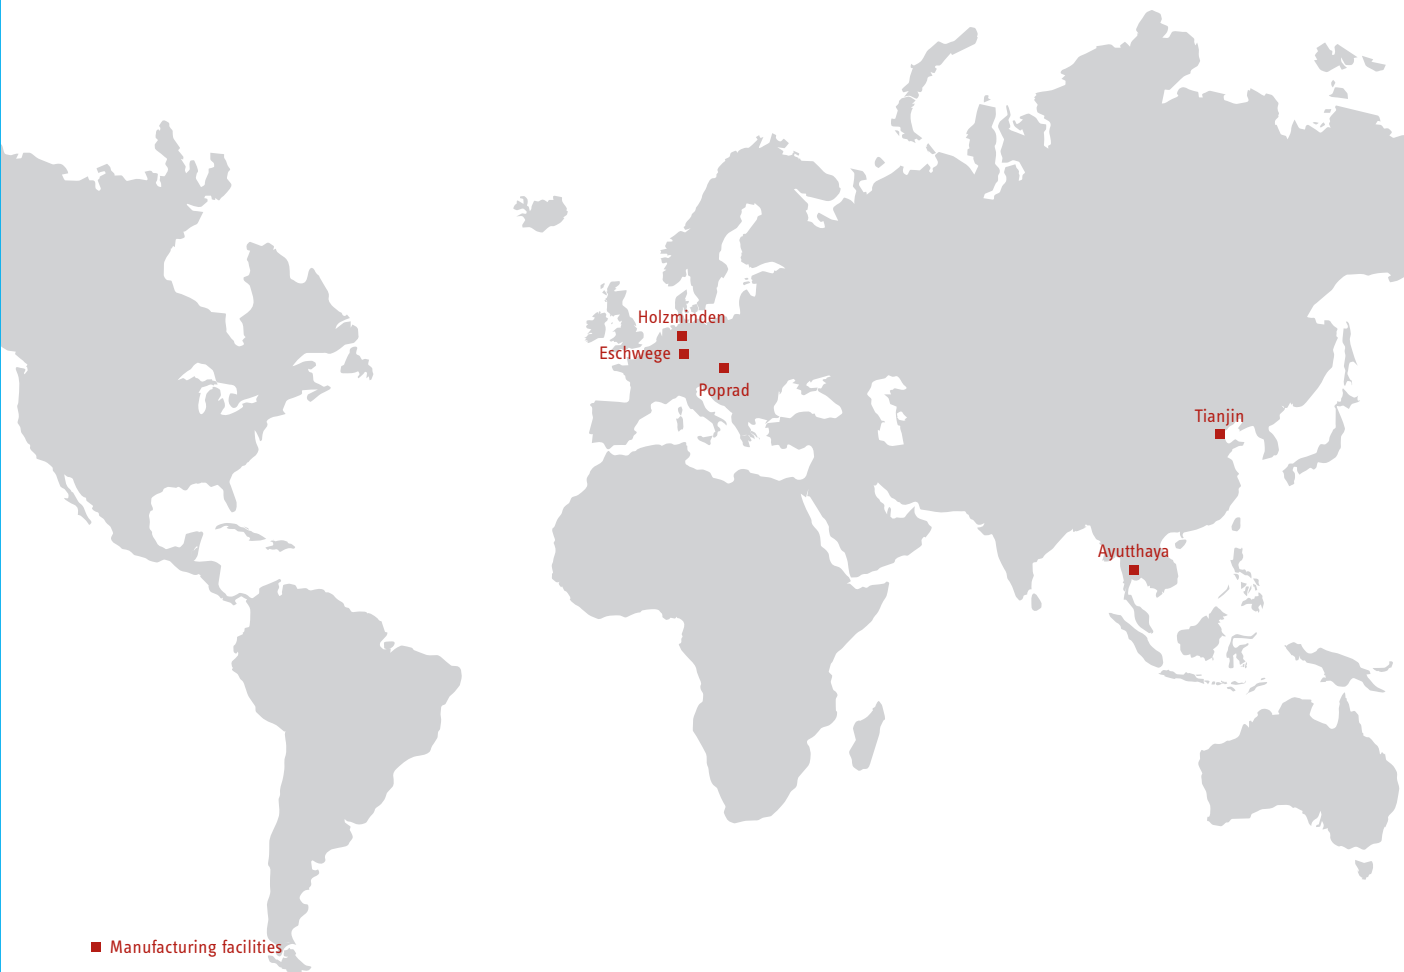 Holzminden
Eschwege
Poprad
Tianjin
Ayutthaya
Manufacturing facilities